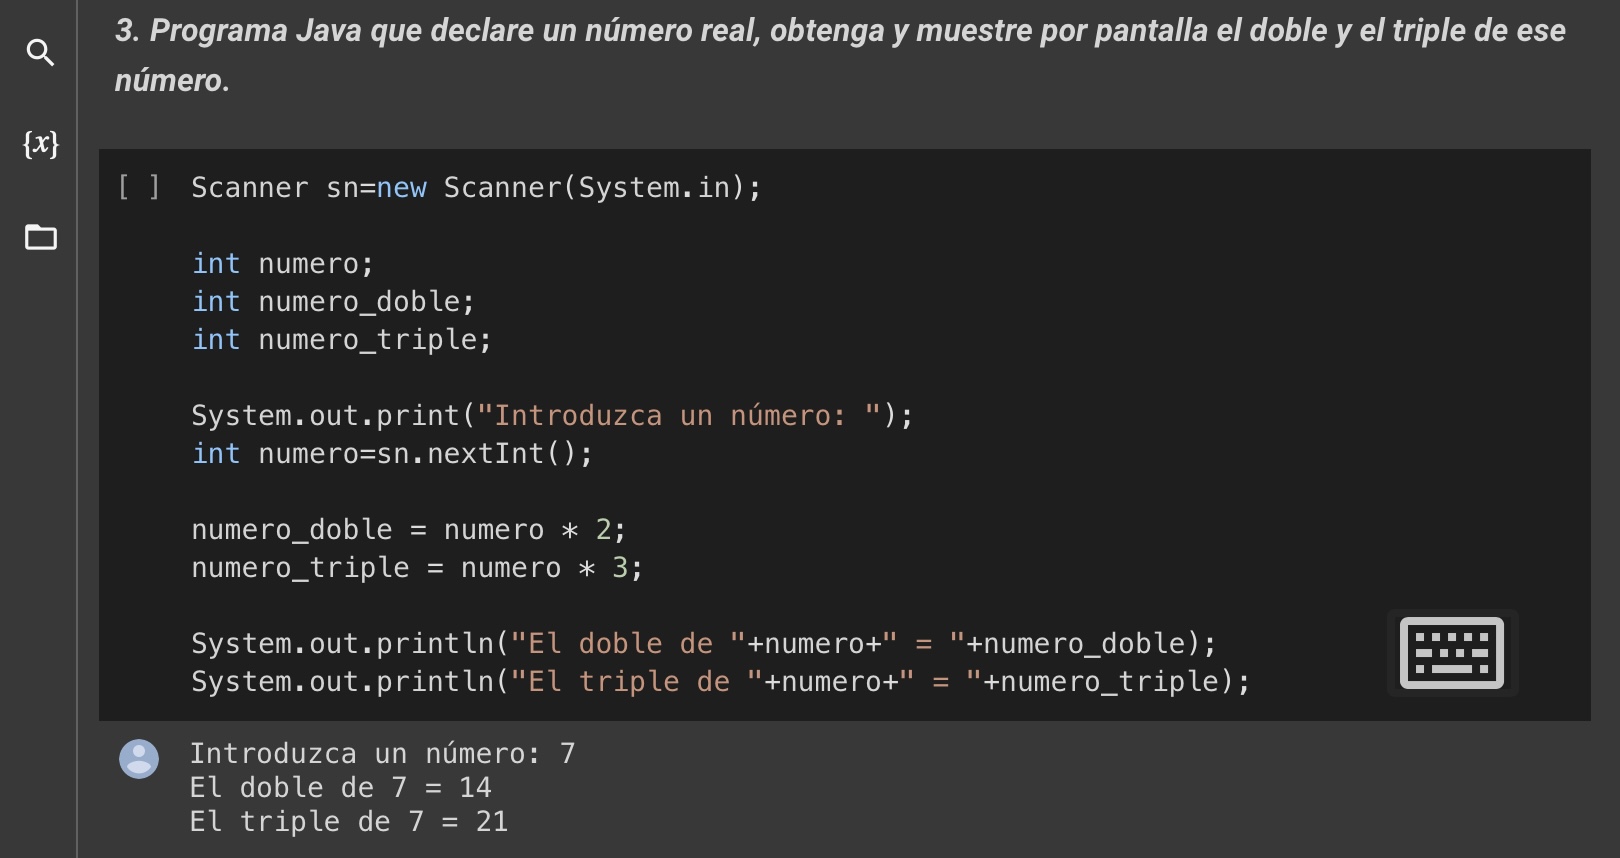 3. Programa Java que declare un número real, obtenga y muestre por pantalla el doble y el triple de ese
número.
{x}
[ ] Scanner sn=new Scanner(System.in);
int numero;
int numero_doble;
int numero_triple;
System.out.print("Introduzca un número: ");
int numero=sn.nextInt();
numero_doble = numero * 2;
numero_triple = numero * 3;
System.out.println("El doble de "+numero+" = "+numero_doble);
System.out.println("El triple de "+numero+" = "+numero_triple);
Introduzca un número: 7
El doble de 7 = 14
El triple de 7 = 21